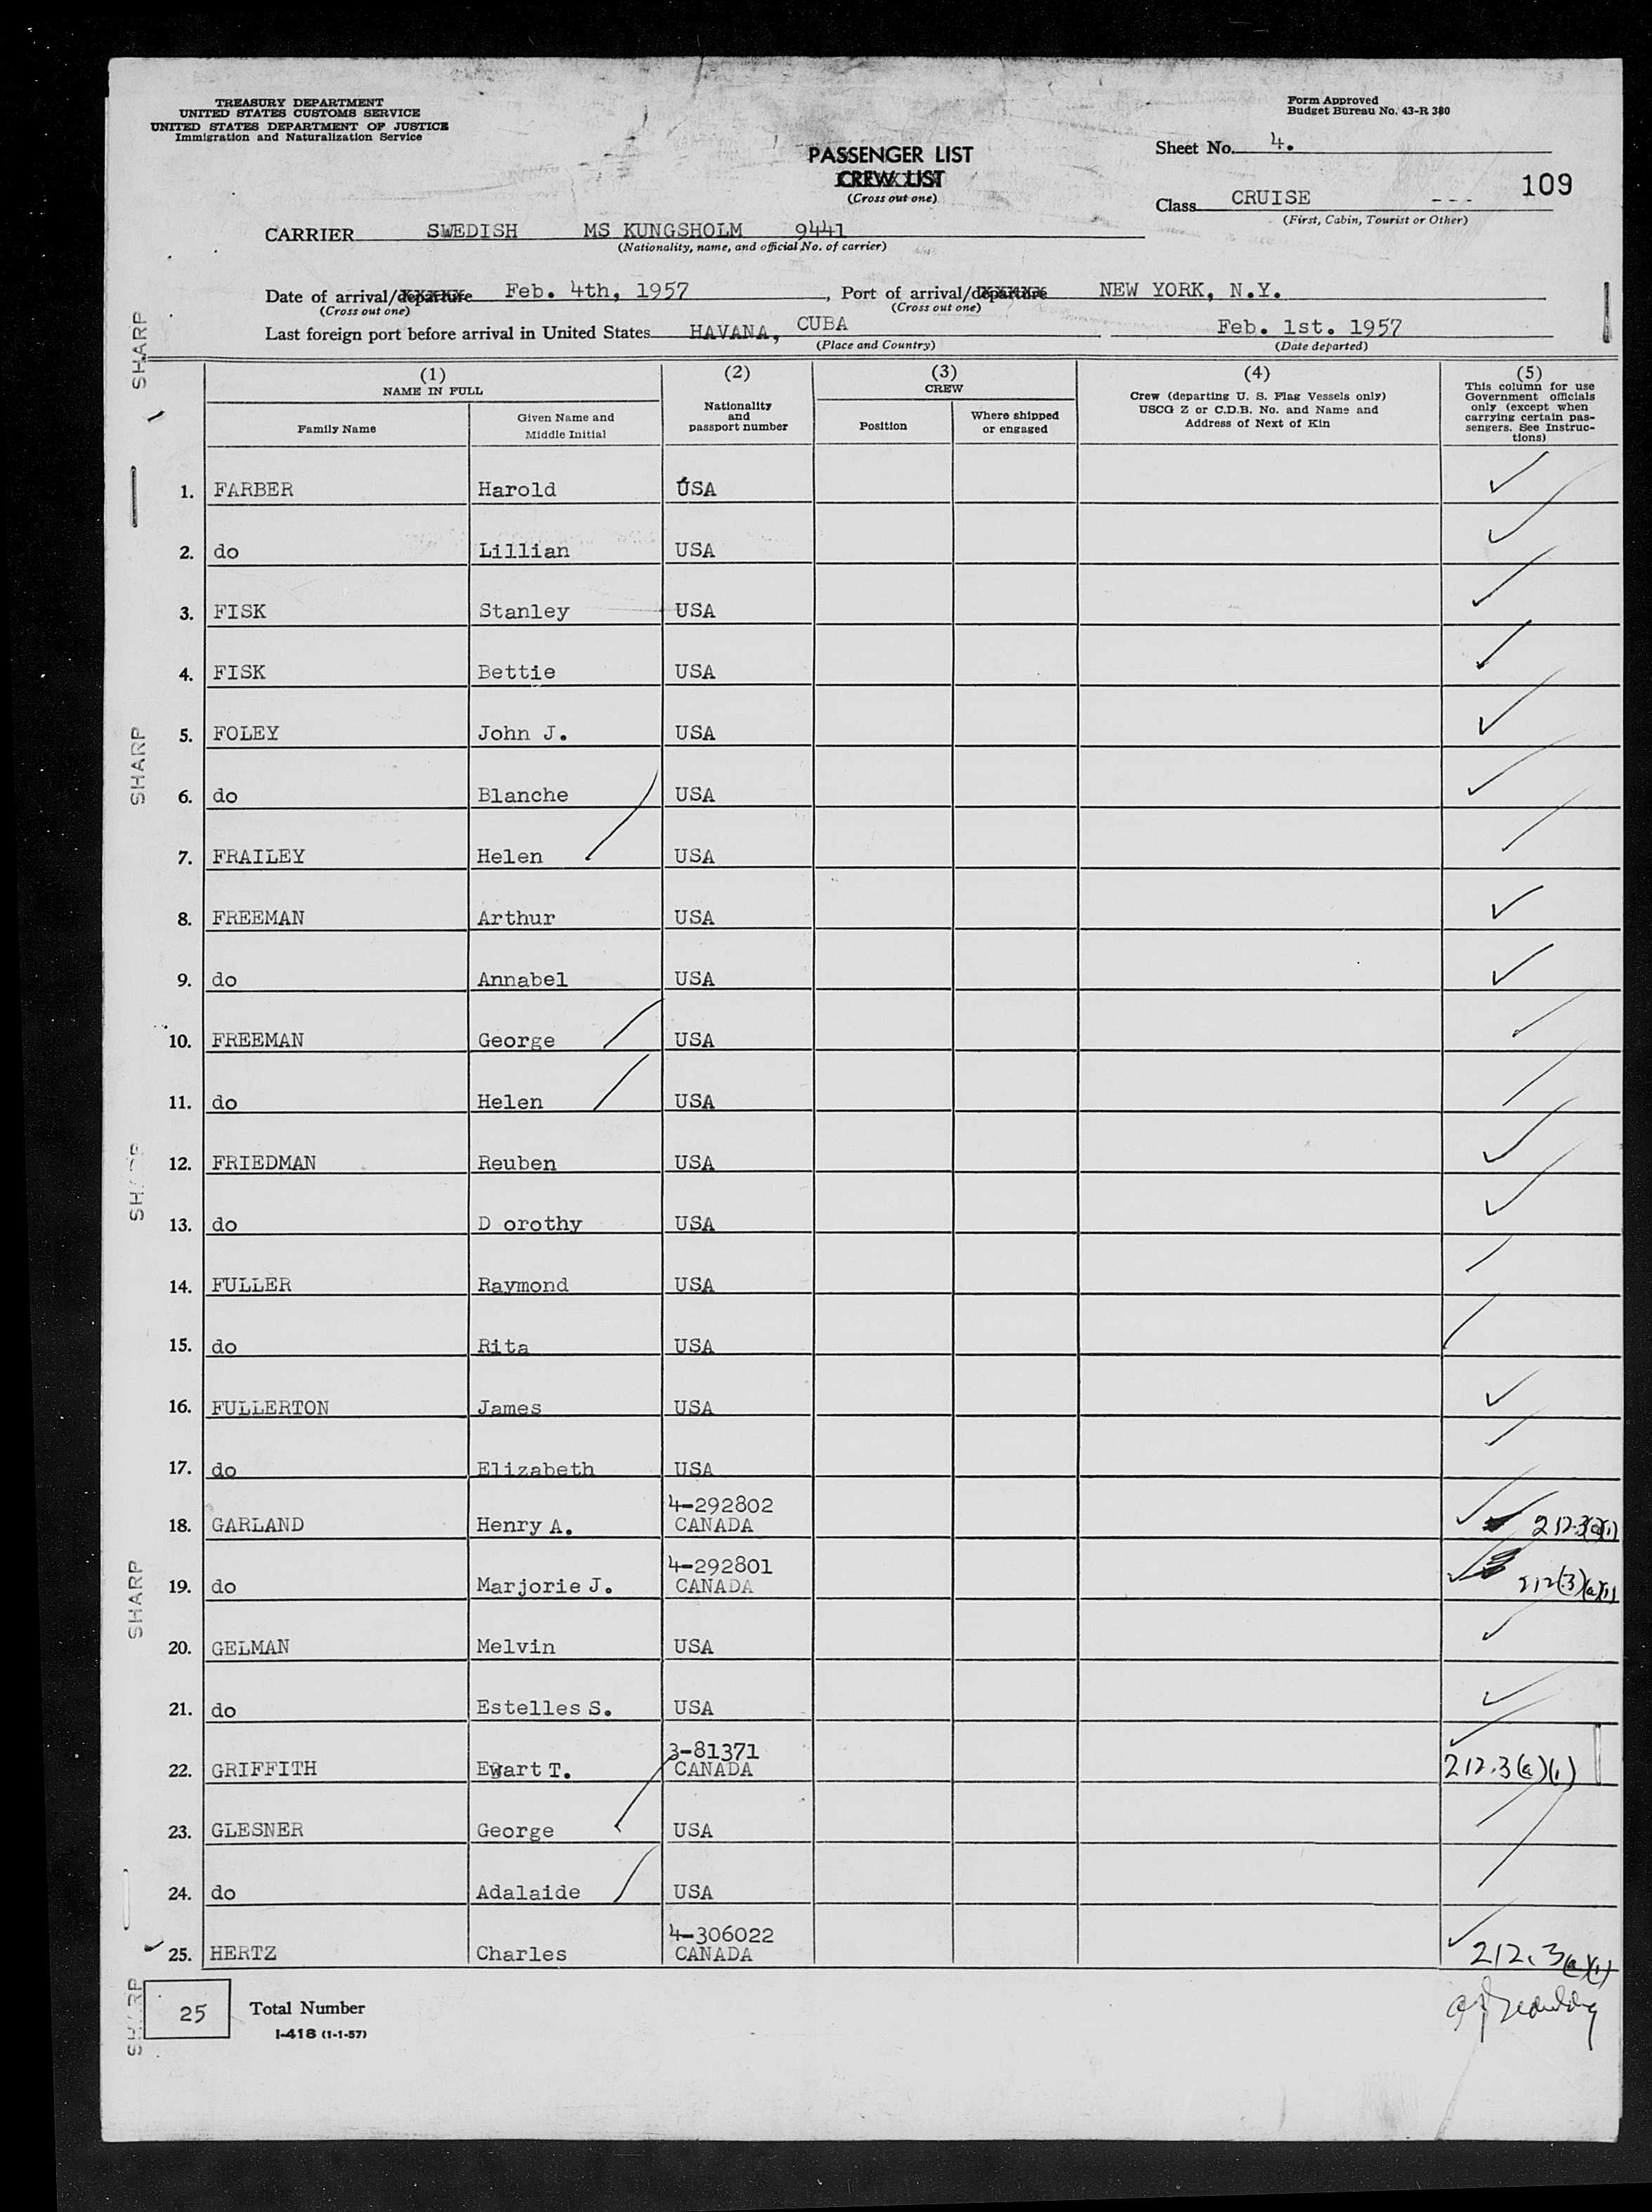 TREASURY DEPARTMENT
UNITED STATES CUSTOMS SERVICE
UNITED STATES DEPARTMENT OF JUSTICE
Immigration and Naturalization Service
Form Approved
Budget Bureau No. 43-R 380
PASSENGER LIST
CREW LIST
(Cross out one)
Sheet No. 4.
109
Class CRUISE ---
(First, Cabin, Tourist or Other)
CARRIER SWEDISH MS KUNGSHOLM 9441
(Nationality, name, and official No. of carrier)
Date of arrival/departure Feb. 4th, 1957, Port of arrival/departure NEW YORK, N.Y.
(Cross out one) (Cross out one)
Last foreign port before arrival in United States HAVANA, CUBA Feb. 1st. 1957
(Place and Country) (Date departed)
(1) NAME IN FULL
Family Name
Given Name and Middle Initial
(2) Nationality and passport number
(3) CREW
Position
Where shipped or engaged
(4) Crew (departing U. S. Flag Vessels only) USCG Z or C.D.B. No. and Name and Address of Next of Kin
(5) This column for use Government officials only (except when carrying certain passengers. See Instructions)
1. FARBER Harold USA
2. do Lillian USA
3. FISK Stanley USA
4. FISK Bettie USA
5. FOLEY John J. USA
6. do Blanche USA
7. FRAILEY Helen USA
8. FREEMAN Arthur USA
9. do Annabel USA
10. FREEMAN George USA
11. do Helen USA
12. FRIEDMAN Reuben USA
13. do D orothy USA
14. FULLER Raymond USA
15. do Rita USA
16. FULLERTON James USA
17. do Elizabeth USA
18. GARLAND Henry A. 4-292802 CANADA 212.3(a)(1)
19. do Marjorie J. 4-292801 CANADA 212(3)(a)(1)
20. GELMAN Melvin USA
21. do Estelles S. USA
22. GRIFFITH Ewart T. 3-81371 CANADA 212.3(a)(1)
23. GLESNER George USA
24. do Adalaide USA
25. HERTZ Charles 4-306022 CANADA 212.3(a)(1)
25 Total Number
I-418 (1-1-57)
SHARP
SHARP
SHARP
SHARP
SHARP